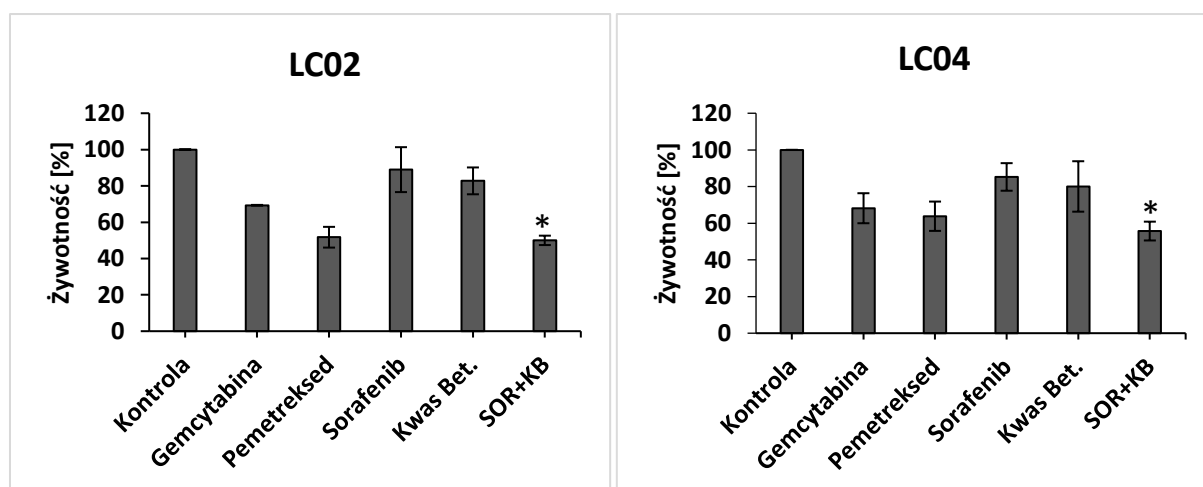 LC02
Żywotność [%]
120
100
80
60
40
20
0
*
Kontrola
Gemcytabina
Pemetreksed
Sorafenib
Kwas Bet.
SOR+KB
LC04
Żywotność [%]
120
100
80
60
40
20
0
*
Kontrola
Gemcytabina
Pemetreksed
Sorafenib
Kwas Bet.
SOR+KB